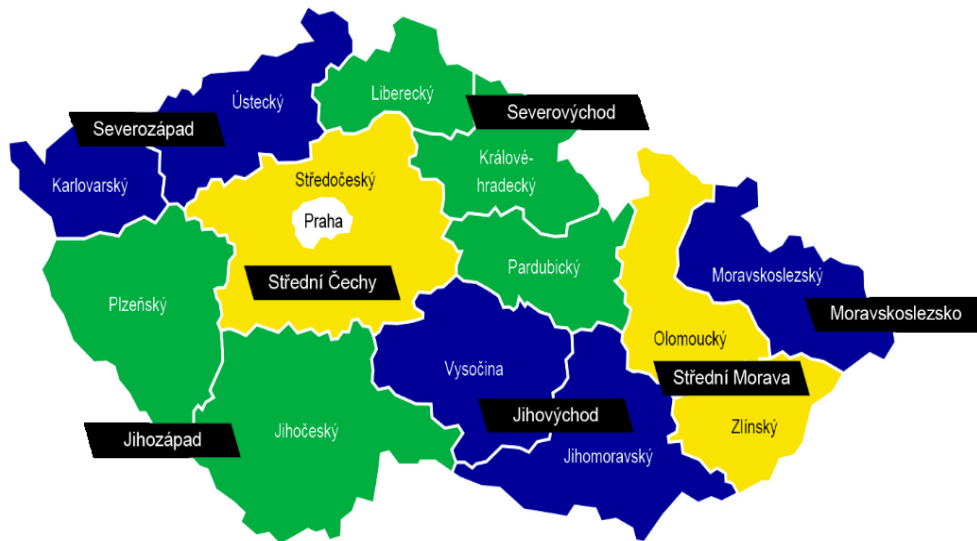 Ústecký
Liberecký
Severozápad
Severovýchod
Karlovarský
Středočeský
Králové-
hradecký
Praha
Pardubický
Střední Čechy
Plzeňský
Moravskoslezský
Moravskoslezsko
Olomoucký
Vysočina
Střední Morava
Jihovýchod
Zlínský
Jihozápad
Jihočeský
Jihomoravský